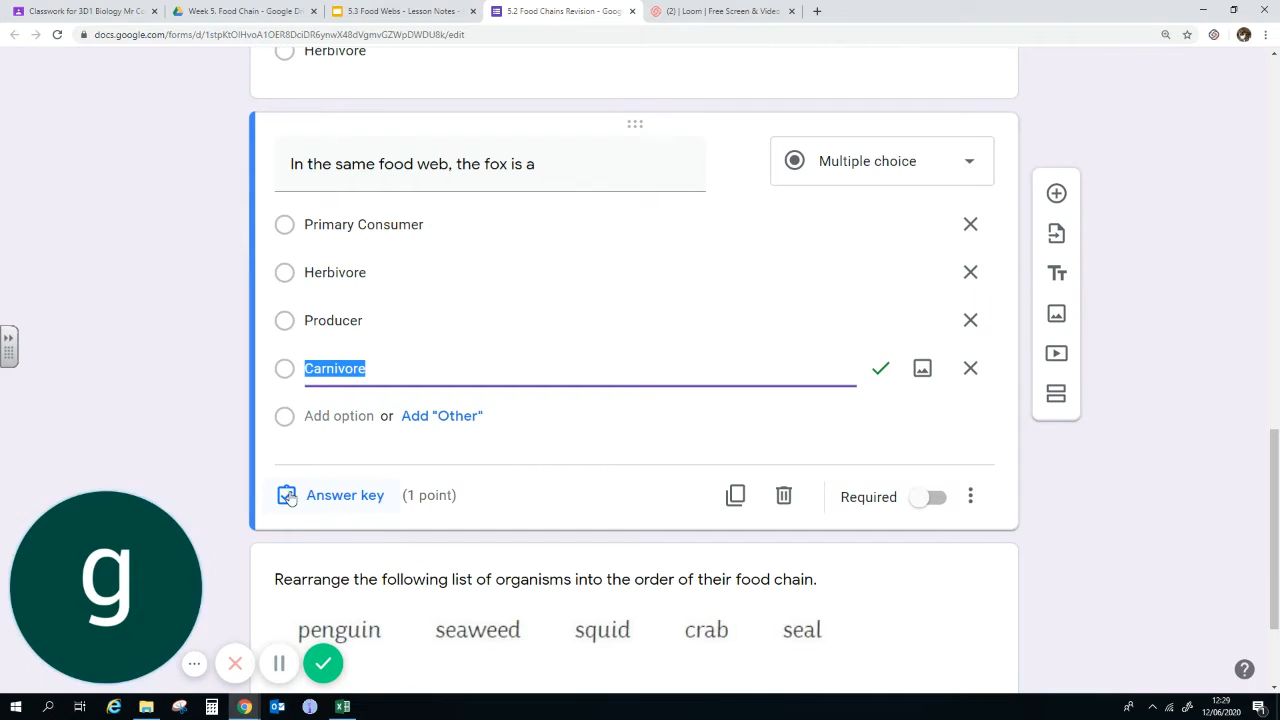 Classwork for 3D1 Biology Mr Co
Week 5. Food Chain - Google Dri
5.3 Food Webs - Lesson Notes -
5.2 Food Chains Revision - Goog
(2) | Loom | Free Screen & Video
docs.google.com/forms/d/1stpKtOlHvoA1OER8DciDR6ynwX48dVgmvGZWpDWDU8k/edit
Herbivore
In the same food web, the fox is a
Multiple choice
Primary Consumer
Herbivore
Producer
Carnivore
Add option or Add "Other"
Answer key (1 point)
Required
g
Rearrange the following list of organisms into the order of their food chain.
penguin seaweed squid crab seal
12:29
12/06/2020